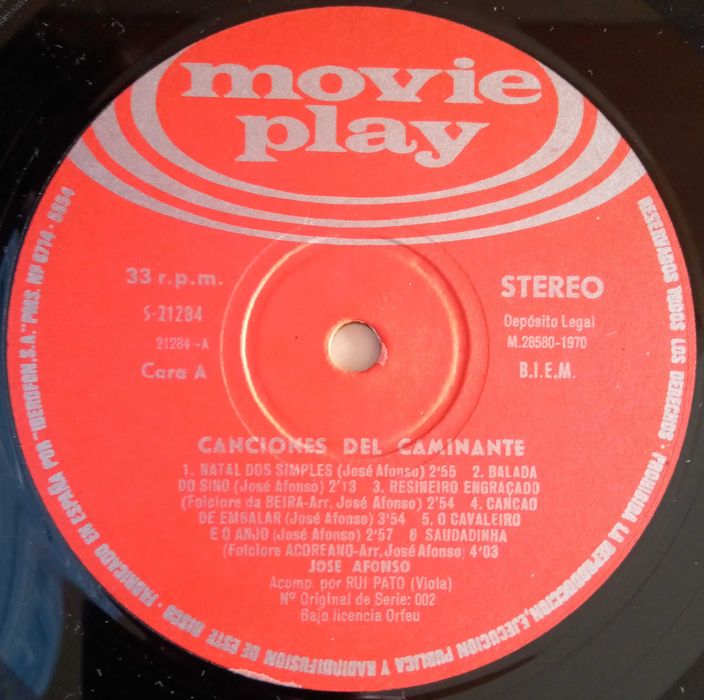 movie
play
33 r.p.m.
S-21284
21284-A
Cara A
STEREO
Depósito Legal
M.28580-1970
B.I.E.M.
CANCIONES DEL CAMINANTE
1. NATAL DOS SIMPLES (José Afonso) 2'55 2. BALADA
DO SINO (José Afonso) 2'13 3. RESINEIRO ENGRAÇADO
(Folclore da BEIRA-Arr. José Afonso) 2'54 4. CANCAO
DE EMBALAR (José Afonso) 3'54 5. O CAVALEIRO
E O ANJO (José Afonso) 2'57 6 SAUDADINHA
(Folclore ACOREANO-Arr. José Afonso) 4'03
JOSE AFONSO
Acomp. por RUI PATO (Viola)
Nº Original de Serie: 002
Bajo licencia Orfeu
FABRICADO EN ESPAÑA POR "IBEROFON, S.A." PMS. Nº 6714 - 5554
RESERVADOS TODOS LOS DERECHOS - PROHIBIDA LA REPRODUCCION, EJECUCION PUBLICA Y RADIODIFUSION DE ESTE DISCO